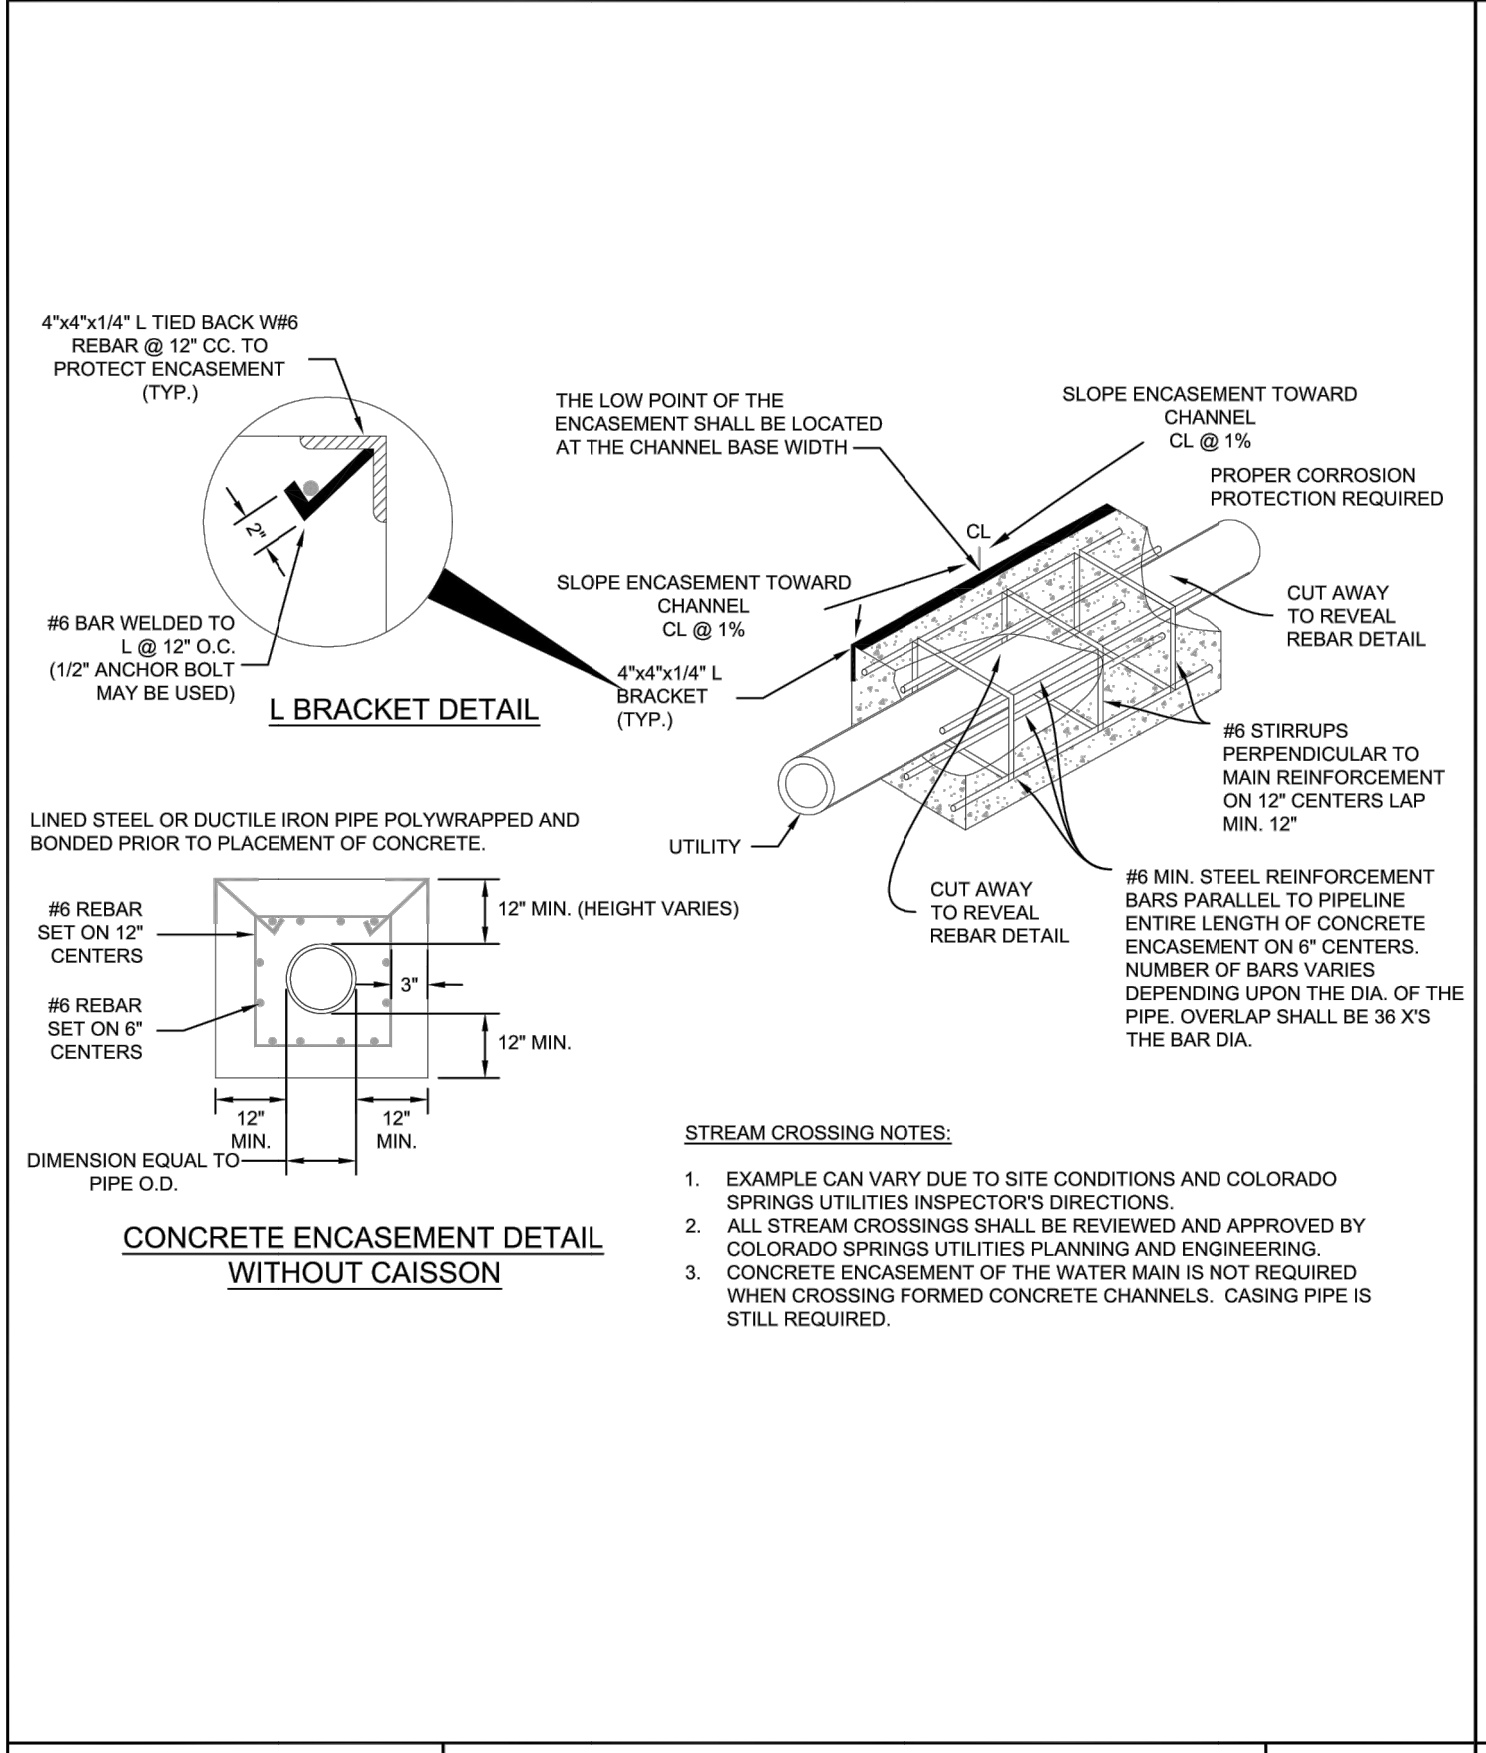 4"x4"x1/4" L TIED BACK W#6
REBAR @ 12" CC. TO
PROTECT ENCASEMENT
(TYP.)
2"
#6 BAR WELDED TO
L @ 12" O.C.
(1/2" ANCHOR BOLT
MAY BE USED)
L BRACKET DETAIL
THE LOW POINT OF THE
ENCASEMENT SHALL BE LOCATED
AT THE CHANNEL BASE WIDTH
SLOPE ENCASEMENT TOWARD
CHANNEL
CL @ 1%
PROPER CORROSION
PROTECTION REQUIRED
CL
SLOPE ENCASEMENT TOWARD
CHANNEL
CL @ 1%
CUT AWAY
TO REVEAL
REBAR DETAIL
4"x4"x1/4" L
BRACKET
(TYP.)
#6 STIRRUPS
PERPENDICULAR TO
MAIN REINFORCEMENT
ON 12" CENTERS LAP
MIN. 12"
UTILITY
CUT AWAY
TO REVEAL
REBAR DETAIL
#6 MIN. STEEL REINFORCEMENT
BARS PARALLEL TO PIPELINE
ENTIRE LENGTH OF CONCRETE
ENCASEMENT ON 6" CENTERS.
NUMBER OF BARS VARIES
DEPENDING UPON THE DIA. OF THE
PIPE. OVERLAP SHALL BE 36 X'S
THE BAR DIA.
LINED STEEL OR DUCTILE IRON PIPE POLYWRAPPED AND
BONDED PRIOR TO PLACEMENT OF CONCRETE.
#6 REBAR
SET ON 12"
CENTERS
12" MIN. (HEIGHT VARIES)
3"
#6 REBAR
SET ON 6"
CENTERS
12" MIN.
12"
MIN.
12"
MIN.
DIMENSION EQUAL TO
PIPE O.D.
CONCRETE ENCASEMENT DETAIL
WITHOUT CAISSON
STREAM CROSSING NOTES:
1. EXAMPLE CAN VARY DUE TO SITE CONDITIONS AND COLORADO
SPRINGS UTILITIES INSPECTOR'S DIRECTIONS.
2. ALL STREAM CROSSINGS SHALL BE REVIEWED AND APPROVED BY
COLORADO SPRINGS UTILITIES PLANNING AND ENGINEERING.
3. CONCRETE ENCASEMENT OF THE WATER MAIN IS NOT REQUIRED
WHEN CROSSING FORMED CONCRETE CHANNELS. CASING PIPE IS
STILL REQUIRED.